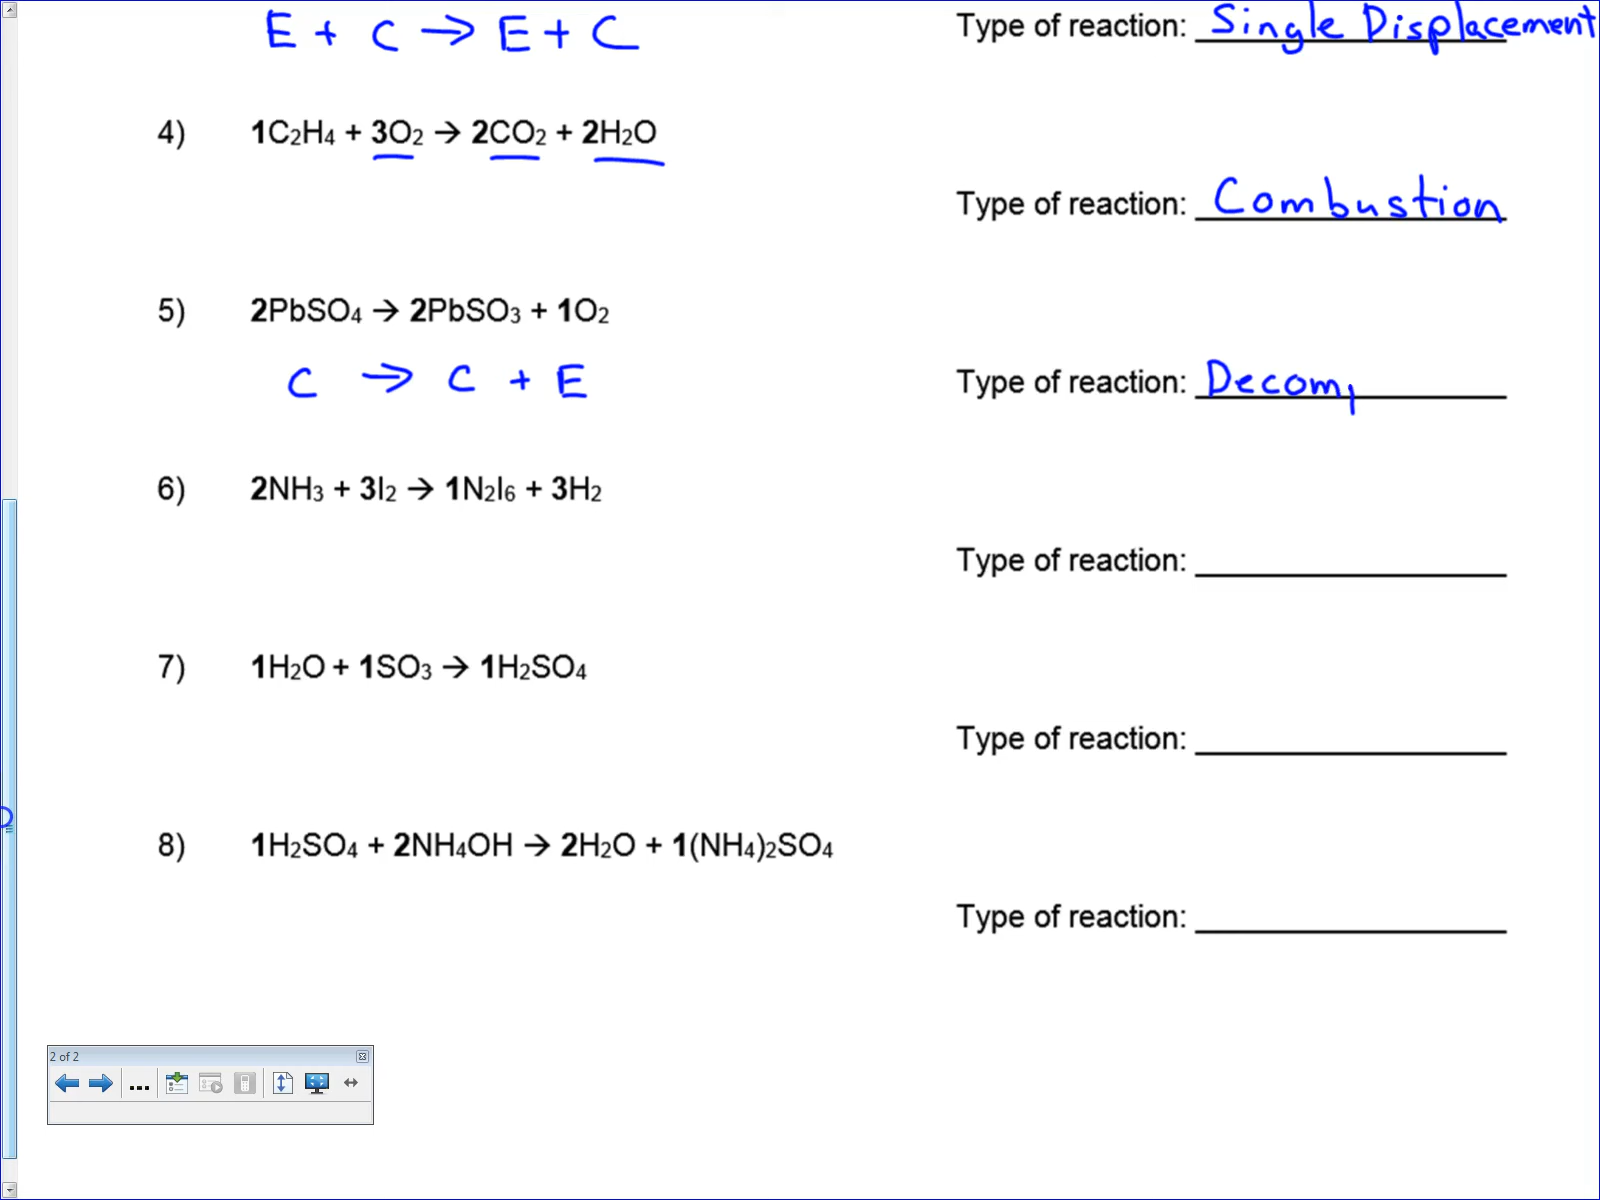 E + C → E + C
Type of reaction: Single Displacement
4) 1C2H4 + 3O2 → 2CO2 + 2H2O
Type of reaction: Combustion
5) 2PbSO4 → 2PbSO3 + 1O2
C → C + E
Type of reaction: Decom
6) 2NH3 + 3I2 → 1N2I6 + 3H2
Type of reaction:
7) 1H2O + 1SO3 → 1H2SO4
Type of reaction:
8) 1H2SO4 + 2NH4OH → 2H2O + 1(NH4)2SO4
Type of reaction:
2 of 2